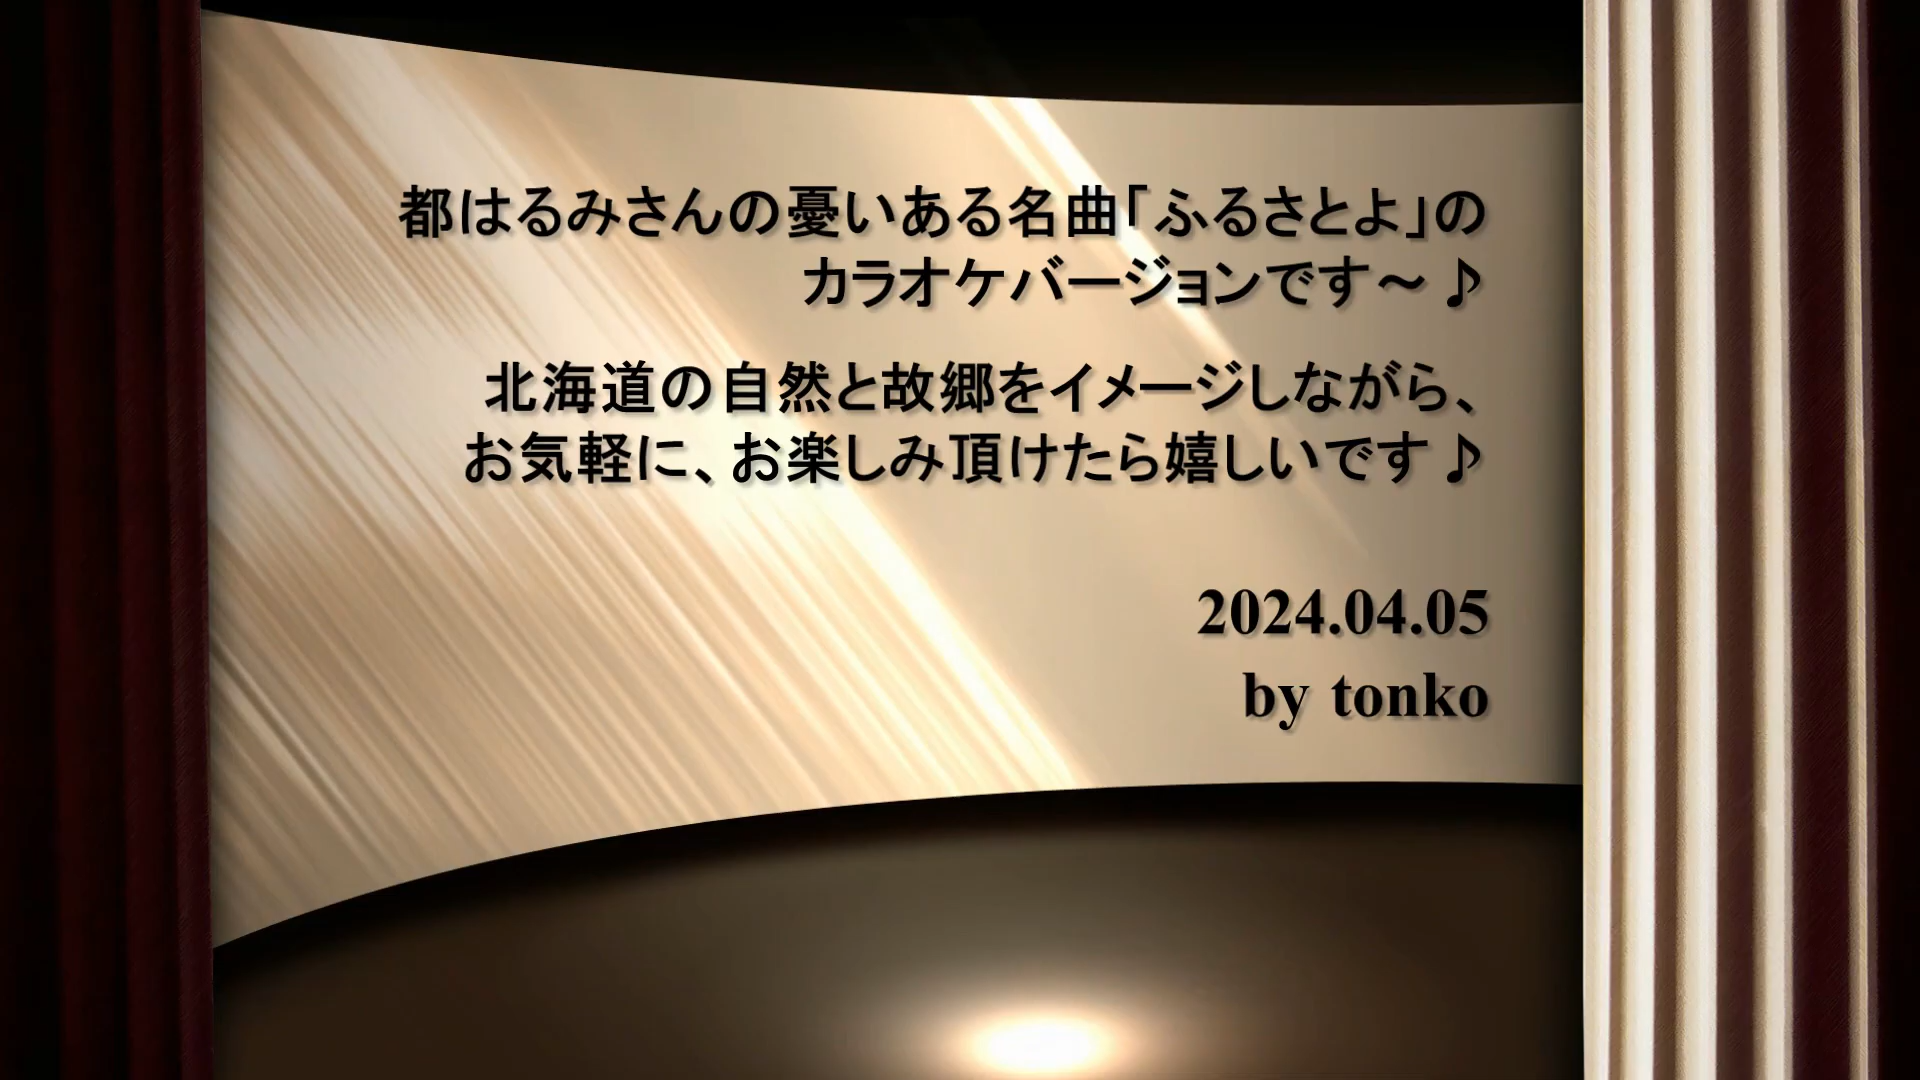 都はるみさんの憂いある名曲「ふるさとよ」の
カラオケバージョンです～♪
北海道の自然と故郷をイメージしながら、
お気軽に、お楽しみ頂けたら嬉しいです♪
2024.04.05
by tonko